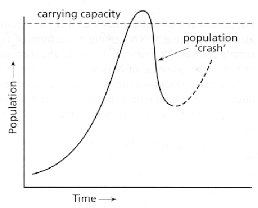 carrying capacity
population
'crash'
Population
Time